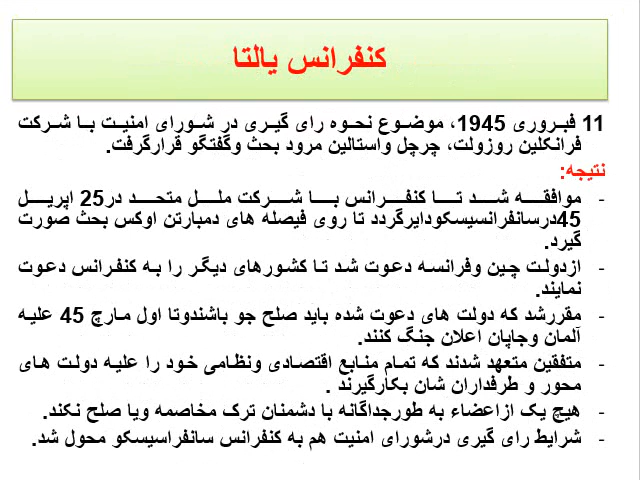 کنفرانس یالتا
11 فبروری 1945، موضوع نحوه رای گیری در شورای امنیت با شرکت
فرانکلین روزولت، چرچل واستالین مرود بحث وگفتگو قرارگرفت.
نتیجه:
- موافقه شد تا کنفرانس با شرکت ملل متحد در25 اپریل
45درسانفرانسیسکودایرگردد تا روی فیصله های دمبارتن اوکس بحث صورت
گیرد.
- ازدولت چین وفرانسه دعوت شد تا کشورهای دیگر را به کنفرانس دعوت
نمایند.
- مقررشد که دولت های دعوت شده باید صلح جو باشندوتا اول مارچ 45 علیه
آلمان وجاپان اعلان جنگ کنند.
- متفقین متعهد شدند که تمام منابع اقتصادی ونظامی خود را علیه دولت های
محور و طرفداران شان بکارگیرند .
- هیچ یک ازاعضاء به طورجداگانه با دشمنان ترک مخاصمه ویا صلح نکند.
- شرایط رای گیری درشورای امنیت هم به کنفرانس سانفراسیسکو محول شد.